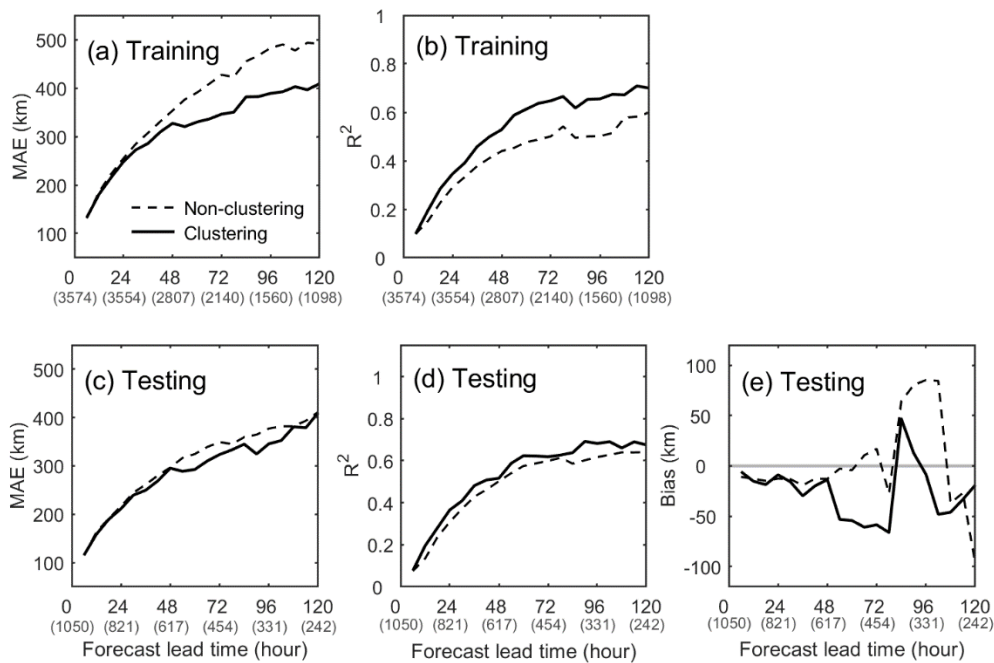 (a) Training
MAE (km)
500
400
300
200
100
Non-clustering
Clustering
0 24 48 72 96 120
(3574) (3554) (2807) (2140) (1560) (1098)
(b) Training
R2
1
0.8
0.6
0.4
0.2
0
0 24 48 72 96 120
(3574) (3554) (2807) (2140) (1560) (1098)
(c) Testing
MAE (km)
500
400
300
200
100
0 24 48 72 96 120
(1050) (821) (617) (454) (331) (242)
Forecast lead time (hour)
(d) Testing
R2
1
0.8
0.6
0.4
0.2
0
0 24 48 72 96 120
(1050) (821) (617) (454) (331) (242)
Forecast lead time (hour)
(e) Testing
Bias (km)
100
50
0
-50
-100
0 24 48 72 96 120
(1050) (821) (617) (454) (331) (242)
Forecast lead time (hour)